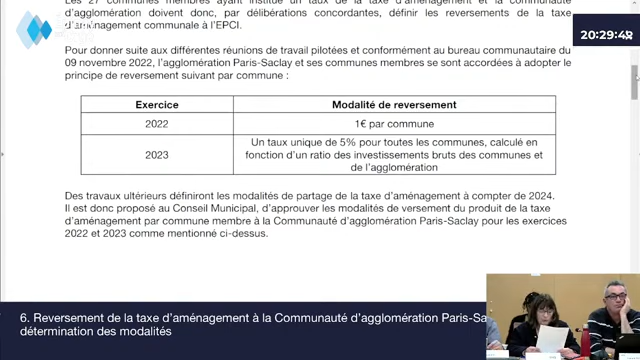 Les 27 communes membres ayant institué un taux de taxe d'aménagement et la communauté
d'agglomération doivent donc, par délibérations concordantes, définir les reversements de la taxe
d'aménagement communale à l'EPCI.
Pour donner suite aux différentes réunions de travail pilotées et conformément au bureau communautaire du
09 novembre 2022, l'agglomération Paris-Saclay et ses communes membres se sont accordées à adopter le
principe de reversement suivant par commune :
Exercice Modalité de reversement
2022 1€ par commune
2023 Un taux unique de 5% pour toutes les communes, calculé en
fonction d'un ratio des investissements bruts des communes et
de l'agglomération
Des travaux ultérieurs définiront les modalités de partage de la taxe d'aménagement à compter de 2024.
Il est donc proposé au Conseil Municipal, d'approuver les modalités de versement du produit de la taxe
d'aménagement par commune membre à la Communauté d'agglomération Paris-Saclay pour les exercices
2022 et 2023 comme mentionné ci-dessus.
20:29:42
6. Reversement de la taxe d'aménagement à la Communauté d'agglomération Paris-Sa
détermination des modalités